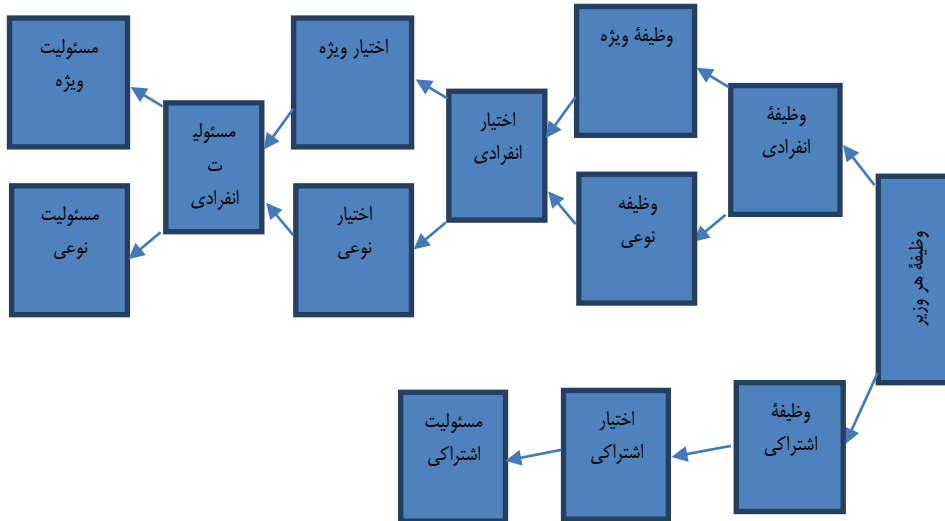 وظیفۀ هر وزیر
وظیفۀ
انفرادی
وظیفۀ ویژه
وظیفه
نوعی
اختیار
انفرادی
اختیار ویژه
اختیار
نوعی
مسئولی
ت
انفرادی
مسئولیت
ویژه
مسئولیت
نوعی
وظیفۀ
اشتراکی
اختیار
اشتراکی
مسئولیت
اشتراکی